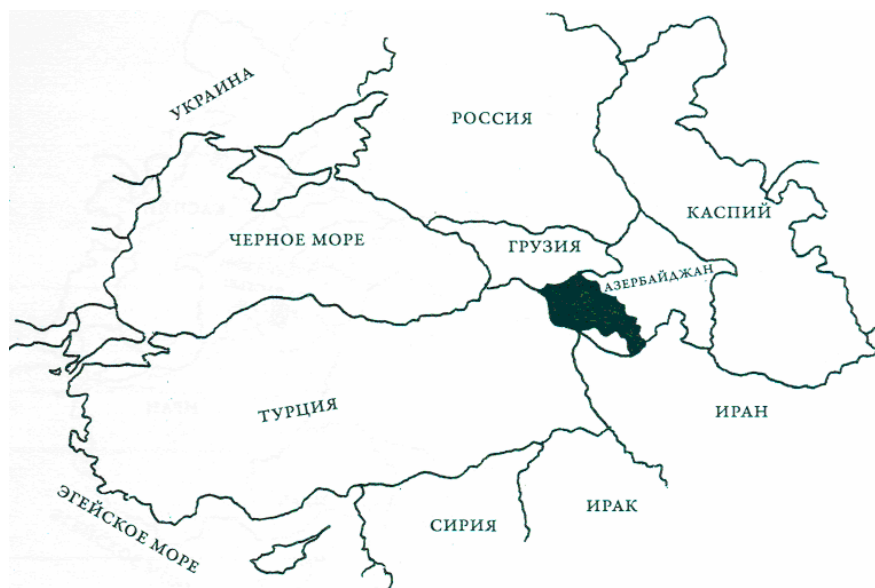 УКРАИНА
РОССИЯ
КАСПИЙ
ЧЕРНОЕ МОРЕ
ГРУЗИЯ
АЗЕРБАЙДЖАН
ТУРЦИЯ
ИРАН
ЭГЕЙСКОЕ МОРЕ
СИРИЯ
ИРАК